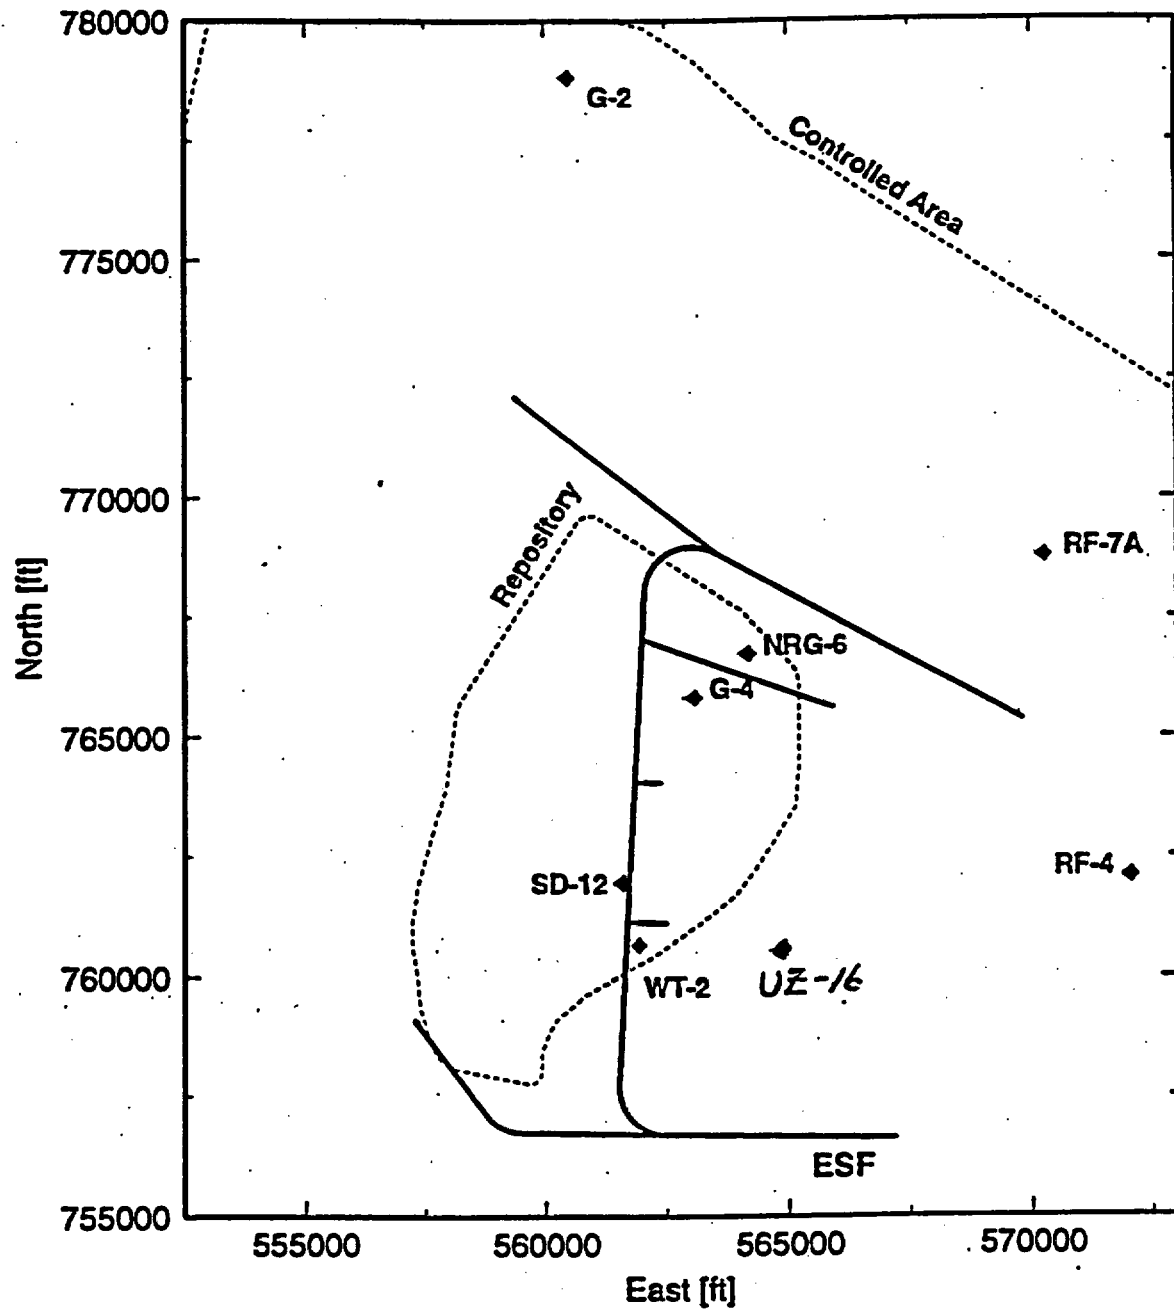 780000
G-2
Controlled Area
775000
770000
Repository
RF-7A
North [ft]
NRG-6
G-4
765000
RF-4
SD-12
760000
WT-2
UZ-16
ESF
755000
555000
560000
565000
570000
East [ft]